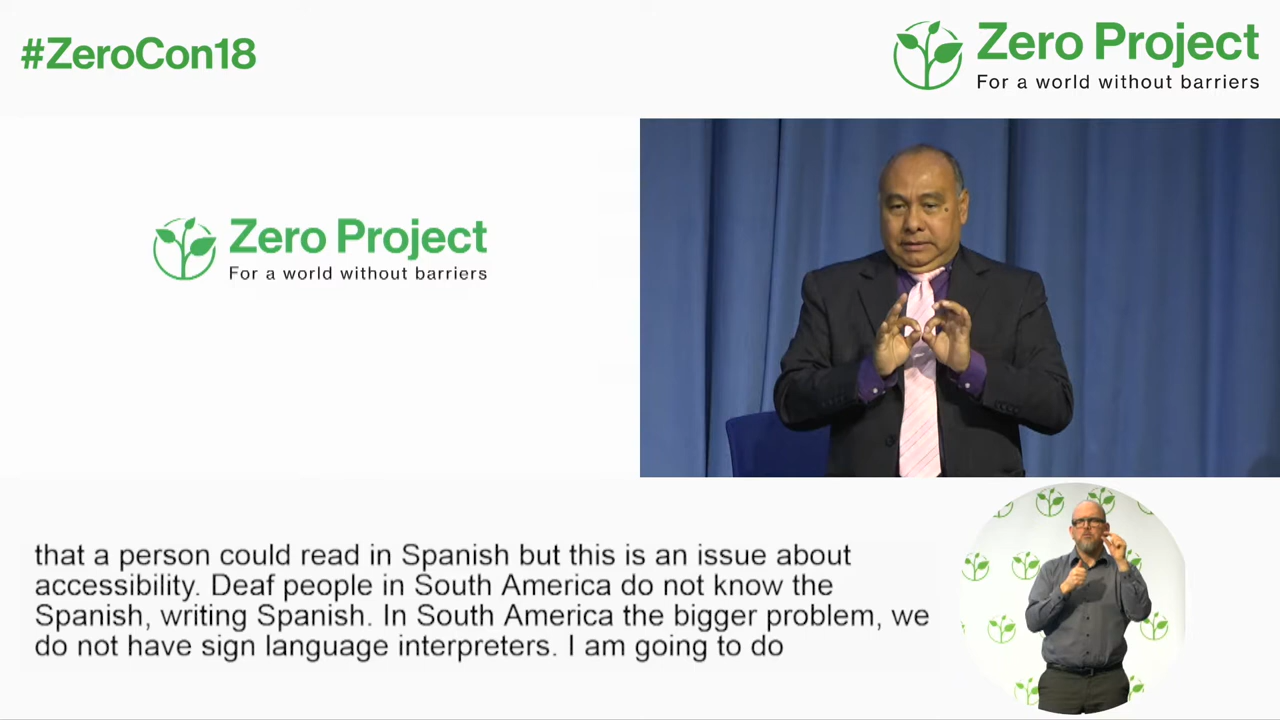 #ZeroCon18
Zero Project
For a world without barriers
Zero Project
For a world without barriers
that a person could read in Spanish but this is an issue about
accessibility. Deaf people in South America do not know the
Spanish, writing Spanish. In South America the bigger problem, we
do not have sign language interpreters. I am going to do